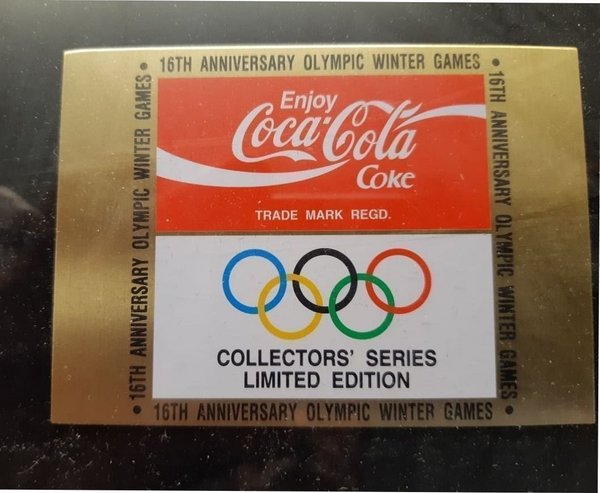 16TH ANNIVERSARY OLYMPIC WINTER GAMES
16TH ANNIVERSARY OLYMPIC WINTER GAMES
16TH ANNIVERSARY OLYMPIC WINTER GAMES
Enjoy
Coca-Cola
Coke
TRADE MARK REGD.
COLLECTORS' SERIES
LIMITED EDITION
16TH ANNIVERSARY OLYMPIC WINTER GAMES